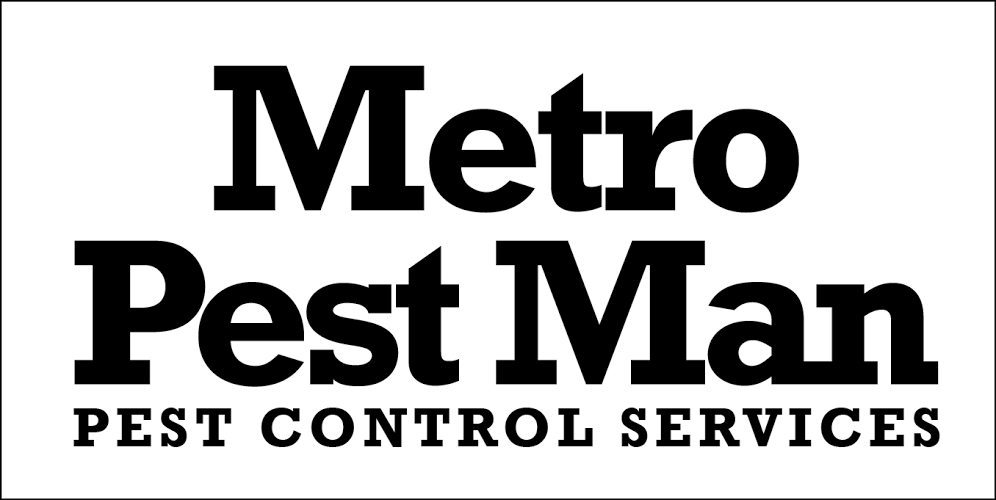 Metro
Pest Man
PEST CONTROL SERVICES